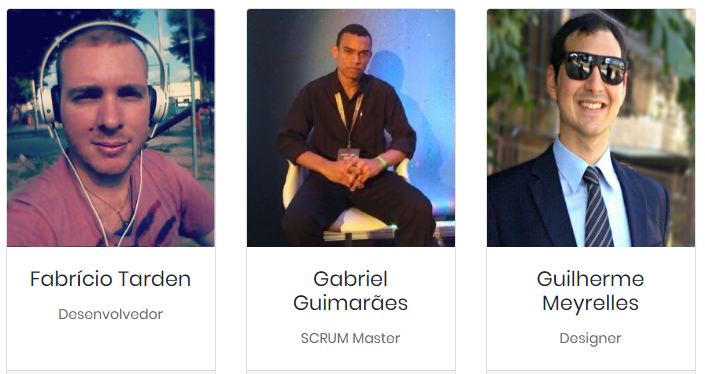 Fabrício Tarden
Desenvolvedor
Gabriel
Guimarães
SCRUM Master
Guilherme
Meyrelles
Designer